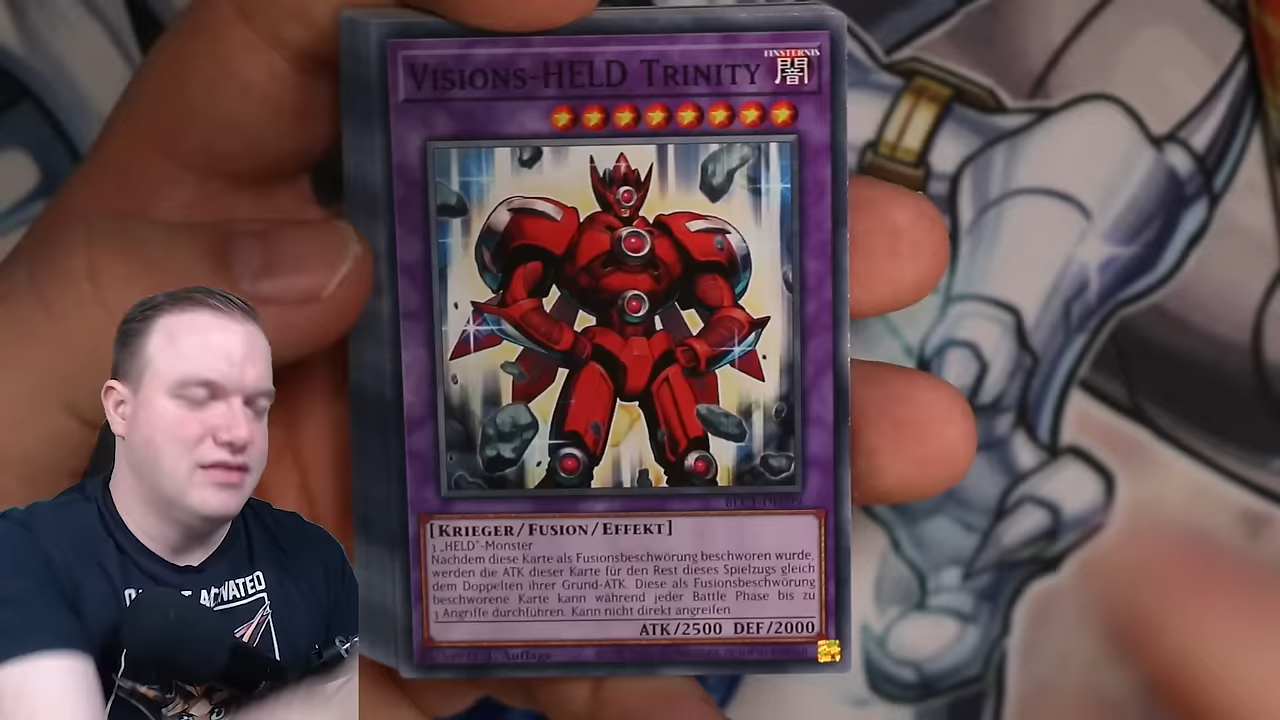 VISIONS-HELD TRINITY
FINSTERNIS
闇
[KRIEGER/FUSION/EFFEKT]
3 „HELD"-Monster
Nachdem diese Karte als Fusionsbeschwörung beschworen wurde,
werden die ATK dieser Karte für den Rest dieses Spielzugs gleich
dem Doppelten ihrer Grund-ATK. Diese als Fusionsbeschwörung
beschworene Karte kann während jeder Battle Phase bis zu
3 Angriffe durchführen. Kann nicht direkt angreifen
ATK/2500 DEF/2000
Auflage
ACTIVATED